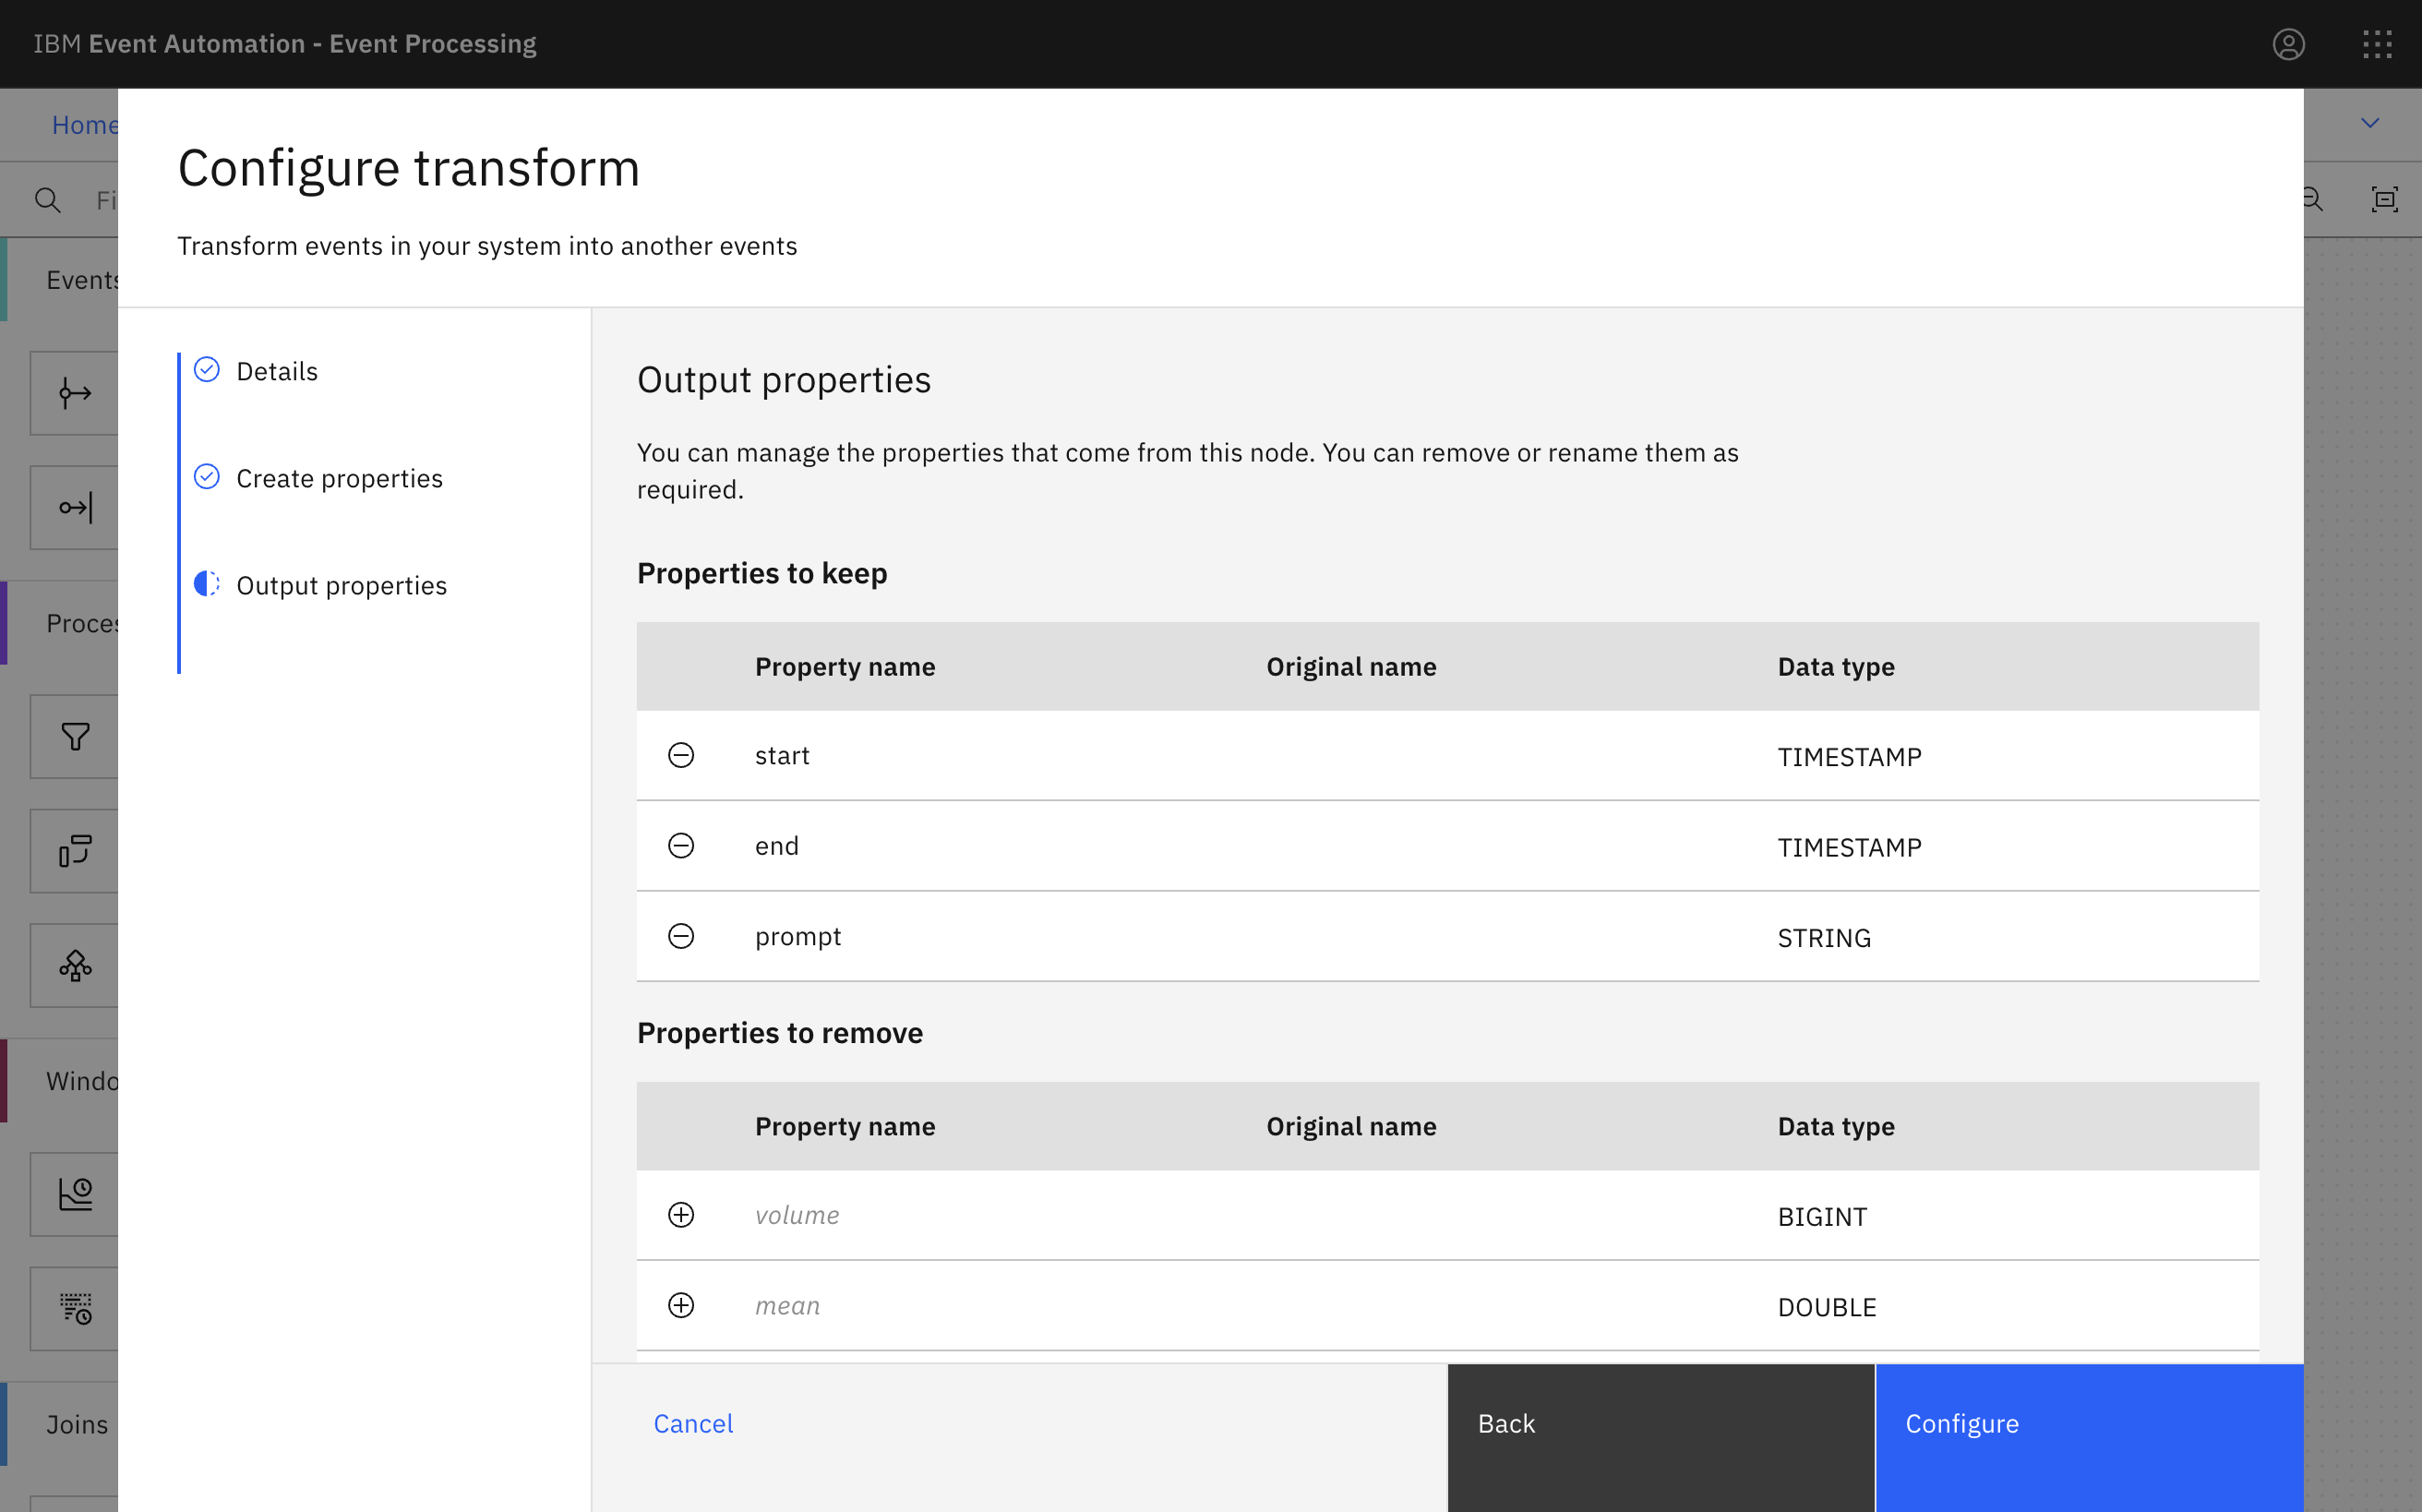 IBM Event Automation - Event Processing
Home
Configure transform
Transform events in your system into another events
Fi
Events
Details
Create properties
Output properties
Output properties
You can manage the properties that come from this node. You can remove or rename them as
required.
Properties to keep
Property name Original name Data type
start TIMESTAMP
end TIMESTAMP
prompt STRING
Properties to remove
Property name Original name Data type
volume BIGINT
mean DOUBLE
Proces
Windo
Joins
Cancel Back Configure